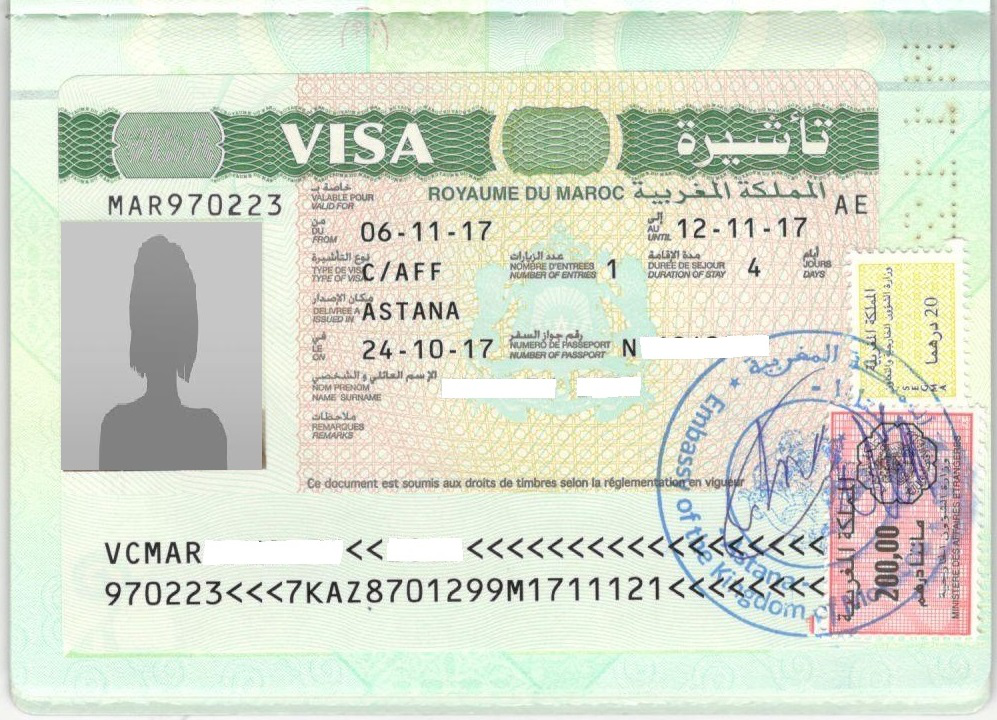 VISA تأشيرة
MAR970223
ROYAUME DU MAROC المملكة المغربية
AE
خاصة بـ
VALABLE POUR
VALID FOR
من
DU
FROM
06-11-17
إلى
AU
UNTIL
12-11-17
نوع التأشيرة
TYPE DE VISA
TYPE OF VISA
C/AFF
عدد الزيارات
NOMBRE D'ENTREES
NUMBER OF ENTRIES
1
مدة الإقامة
DUREE DE SEJOUR
DURATION OF STAY
4
أيام
JOURS
DAYS
مكان الإصدار
DELIVREE A
ISSUED IN
ASTANA
في
LE
ON
24-10-17
رقم جواز السفر
NUMERO DE PASSEPORT
NUMBER OF PASSPORT
N
الإسم العائلي و الشخصي
NOM PRENOM
NAME SURNAME
ملاحظات
REMARQUES
REMARKS
Ce document est soumis aux droits de timbres selon la réglementation en vigueur
VCMAR << <<<<<<<<<<<<<<<<<<<
970223<<<7KAZ8701299M1711121<<<<<<<<
المملكة المغربية
20 درهما
المملكة المغربية
200,00
مائتا درهم
MINISTERE DES AFFAIRES ETRANGERES
المغربية
Embassy of the Kingdom of
Astana